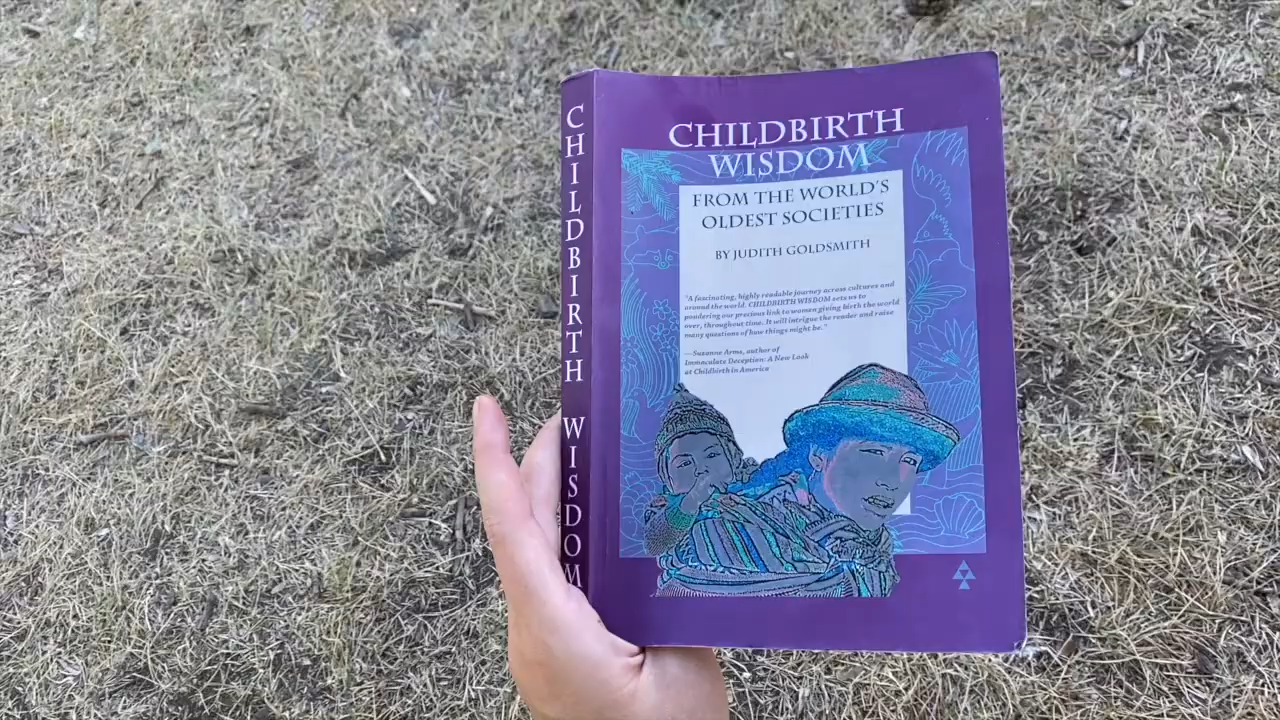 CHILDBIRTH WISDOM
CHILDBIRTH
WISDOM
FROM THE WORLD'S
OLDEST SOCIETIES
BY JUDITH GOLDSMITH
"A fascinating, highly readable journey across cultures and
around the world. CHILDBIRTH WISDOM sets us to
pondering our precious link to women giving birth the world
over, throughout time. It will intrigue the reader and raise
many questions of how things might be."
—Suzanne Arms, author of
Immaculate Deception: A New Look
at Childbirth in America